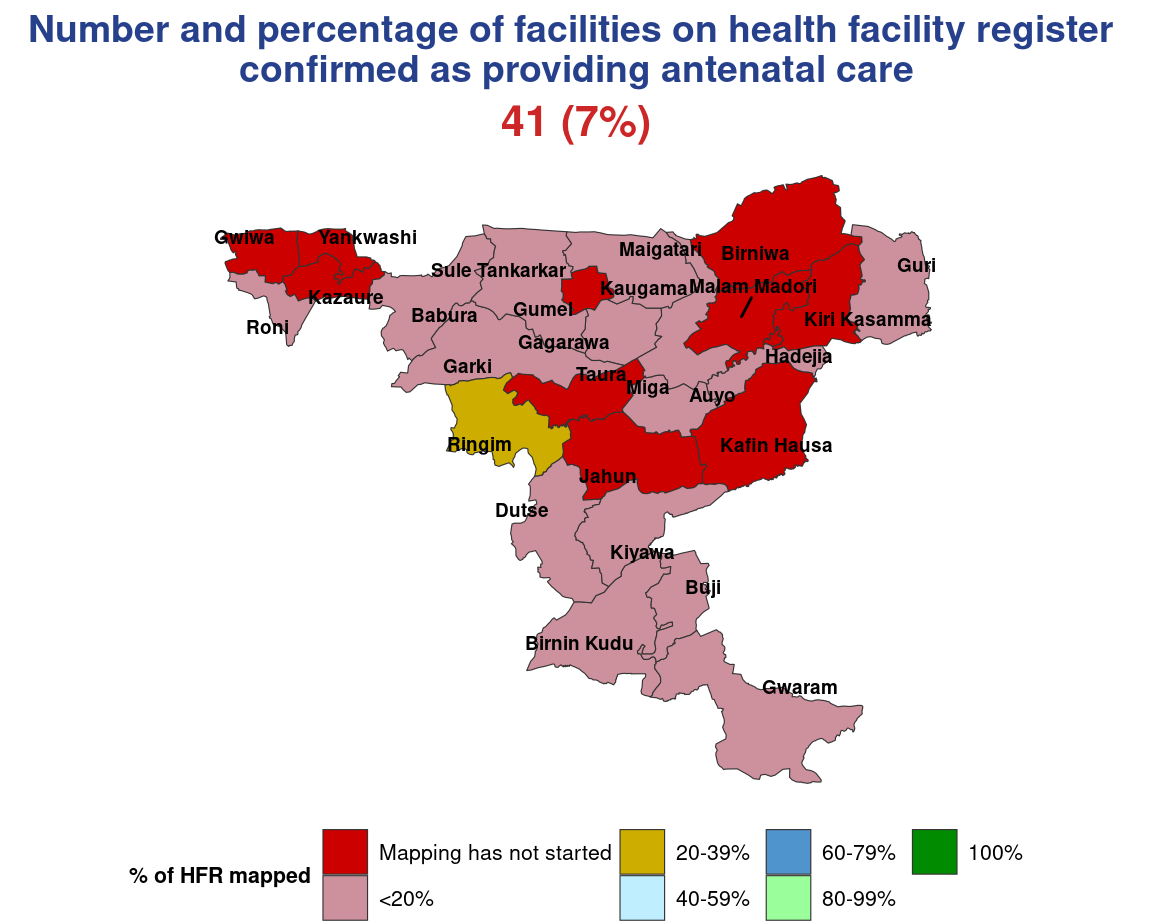 Number and percentage of facilities on health facility register
confirmed as providing antenatal care
41 (7%)
Gwiwa
Yankwashi
Maigatari
Birniwa
Guri
Sule Tankarkar
Kaugama
Malam Madori
Kazaure
Gumel
Babura
Kiri Kasamma
Roni
Gagarawa
Hadejia
Garki
Taura
Miga
Auyo
Ringim
Kafin Hausa
Jahun
Dutse
Kiyawa
Buji
Birnin Kudu
Gwaram
% of HFR mapped
Mapping has not started
<20%
20-39%
40-59%
60-79%
80-99%
100%